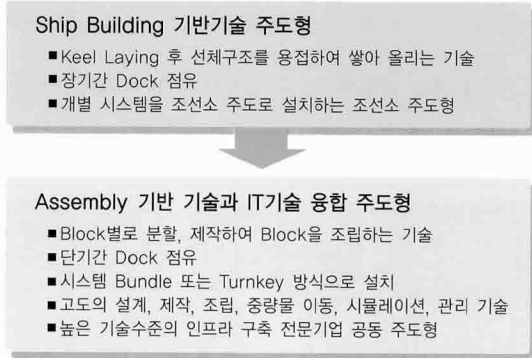 Ship Building 기반기술 주도형
■Keel Laying 후 선체구조를 용접하여 쌓아 올리는 기술
■장기간 Dock 점유
■개별 시스템을 조선소 주도로 설치하는 조선소 주도형
Assembly 기반 기술과 IT기술 융합 주도형
■Block별로 분할, 제작하여 Block을 조립하는 기술
■단기간 Dock 점유
■시스템 Bundle 또는 Turnkey 방식으로 설치
■고도의 설계, 제작, 조립, 중량물 이동, 시뮬레이션, 관리 기술
■높은 기술수준의 인프라 구축 전문기업 공동 주도형